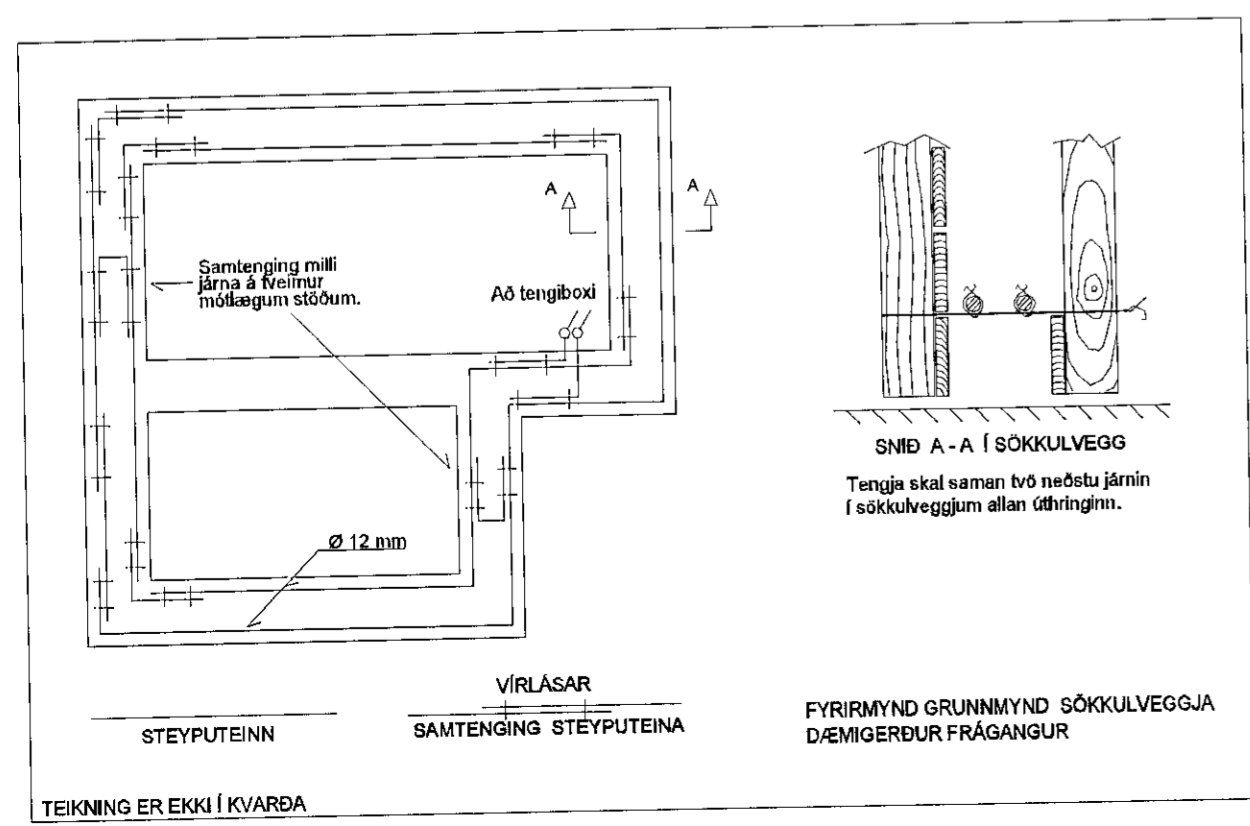 A
A
Samtenging milli
járna á tveimur
mótlægum stöðum.
Að tengiboxi
Ø 12 mm
SNIÐ A - A Í SÖKKULVEGG
Tengja skal saman tvö neðstu járnin
í sökkulveggjum allan úthringinn.
VÍRLÁSAR
STEYPUTEINN
SAMTENGING STEYPUTEINA
FYRIRMYND GRUNNMYND SÖKKULVEGGJA
DÆMIGERÐUR FRÁGANGUR
TEIKNING ER EKKI Í KVARÐA